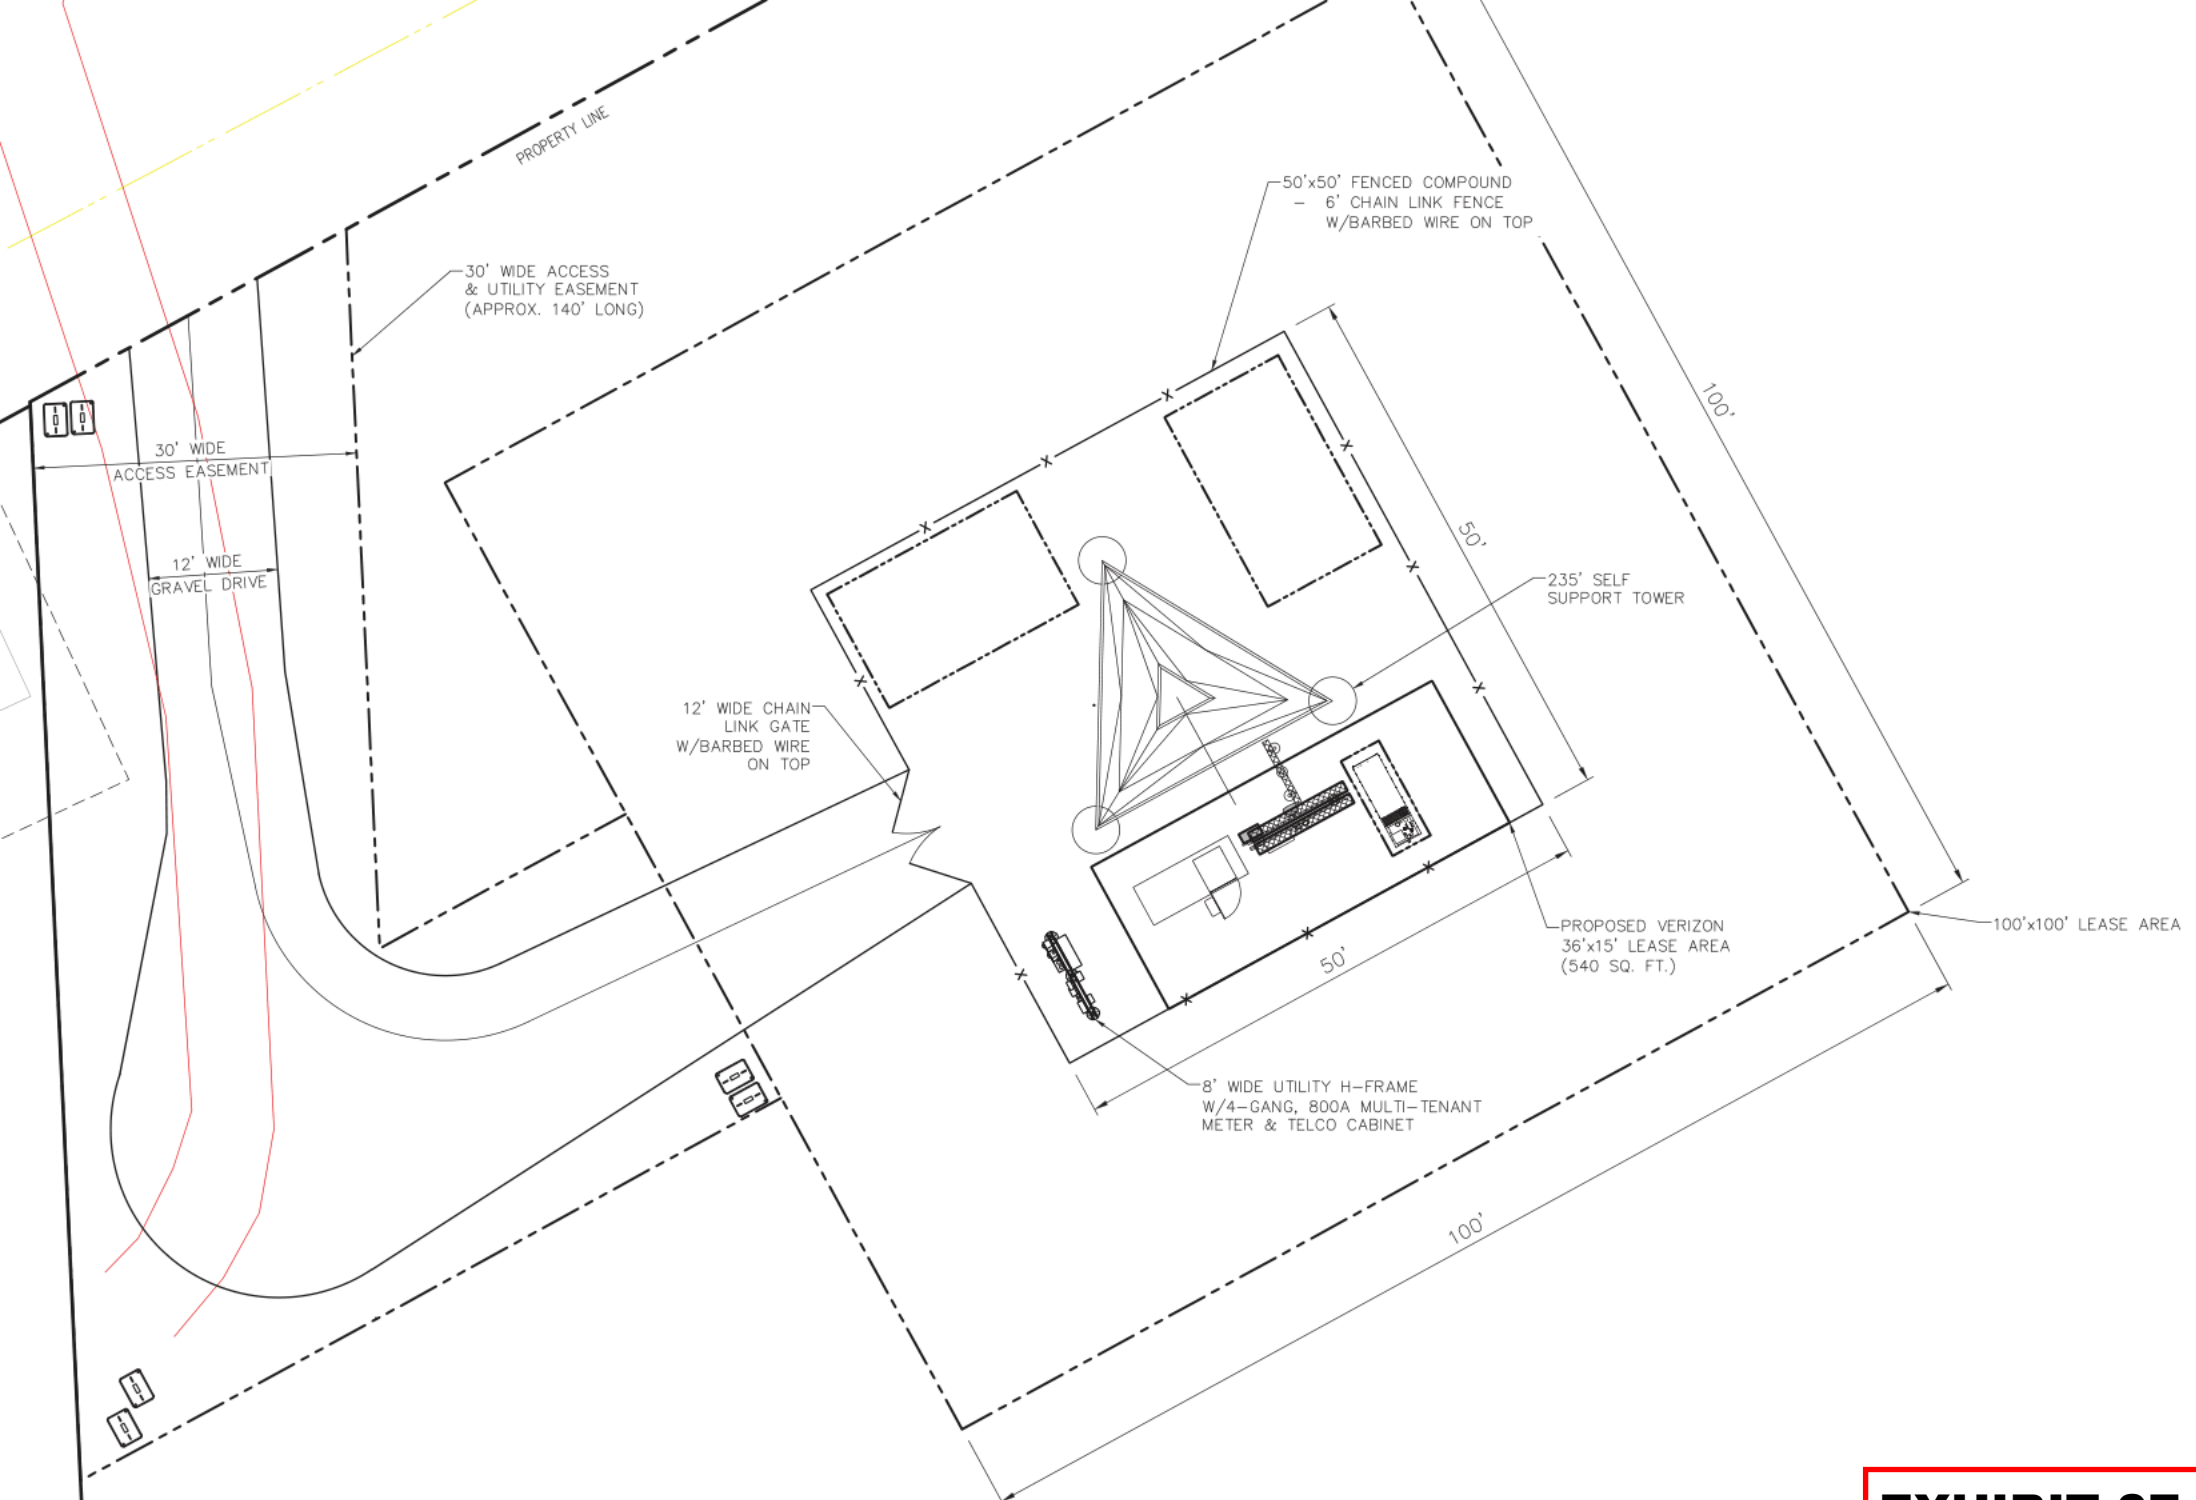 PROPERTY LINE
50'x50' FENCED COMPOUND
- 6' CHAIN LINK FENCE
W/BARBED WIRE ON TOP
30' WIDE ACCESS
& UTILITY EASEMENT
(APPROX. 140' LONG)
100'
30' WIDE
ACCESS EASEMENT
50'
12' WIDE
GRAVEL DRIVE
235' SELF
SUPPORT TOWER
12' WIDE CHAIN
LINK GATE
W/BARBED WIRE
ON TOP
PROPOSED VERIZON
36'x15' LEASE AREA
(540 SQ. FT.)
100'x100' LEASE AREA
50'
8' WIDE UTILITY H-FRAME
W/4-GANG, 800A MULTI-TENANT
METER & TELCO CABINET
100'